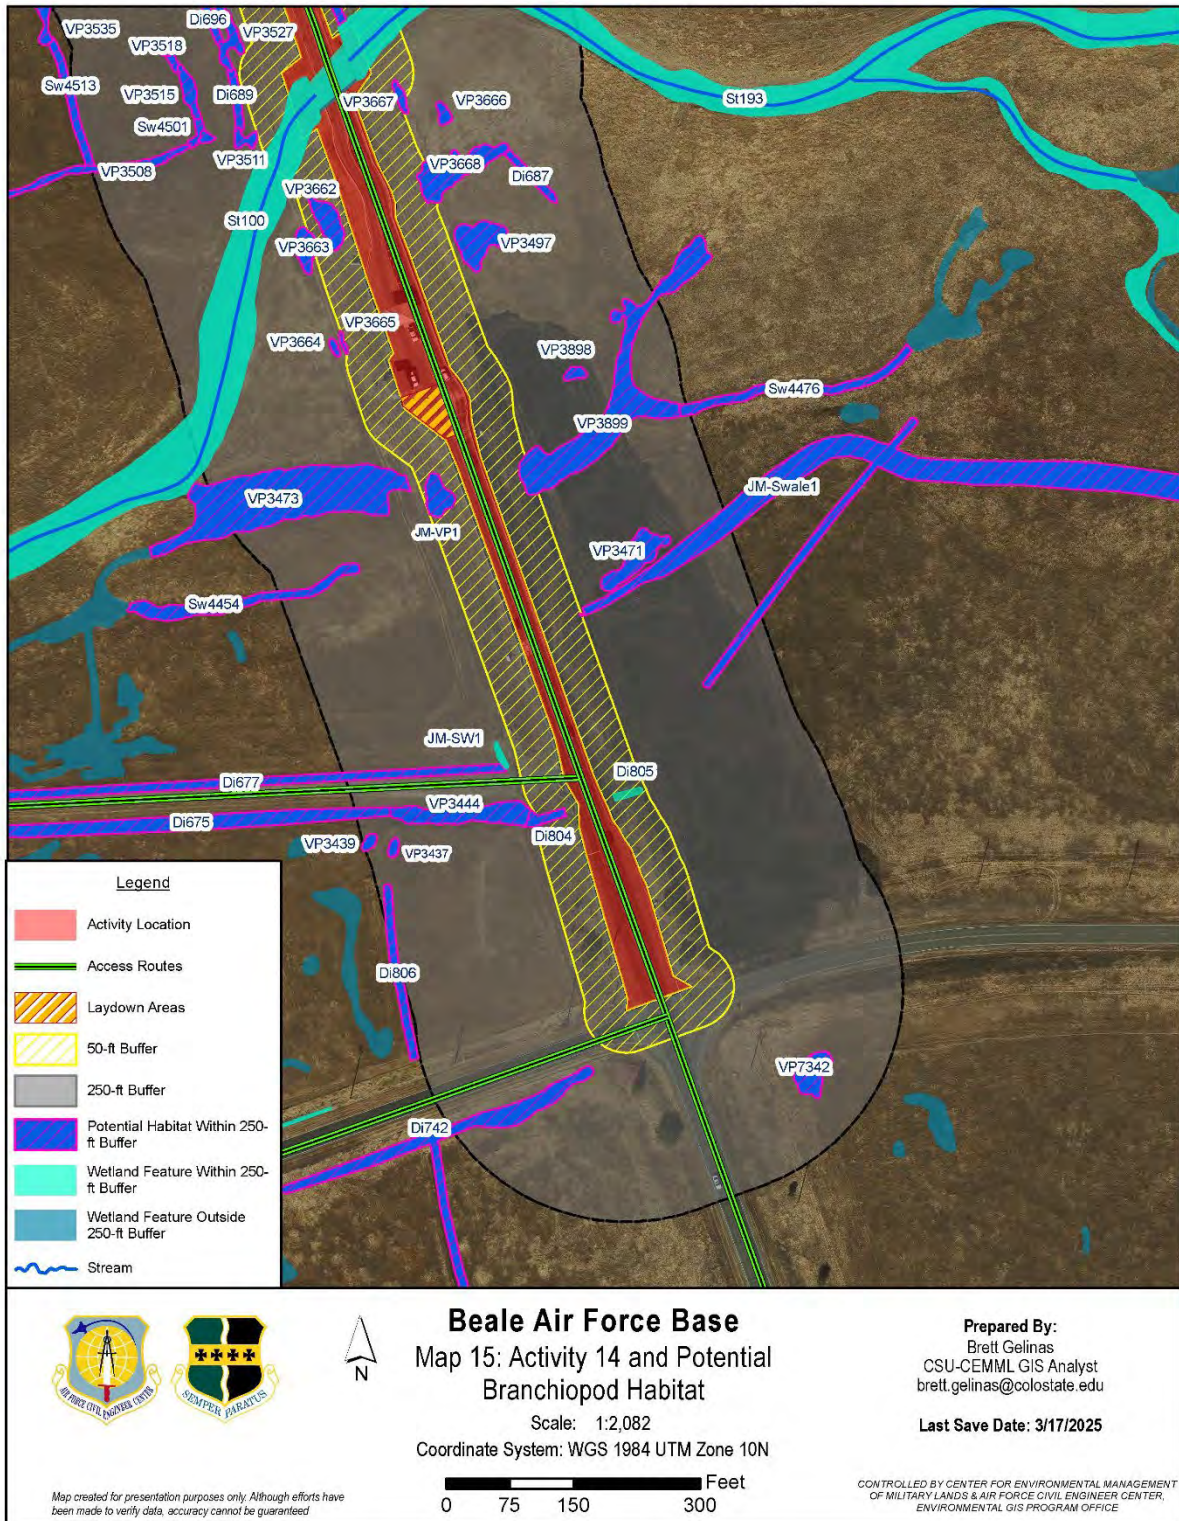 Di696
VP3535
VP3527
VP3518
Sw4513
VP3515
Di689
VP3667
VP3666
St193
Sw4501
VP3511
VP3508
VP3668
Di687
VP3662
St100
VP3663
VP3497
VP3665
VP3664
VP3898
Sw4476
VP3899
VP3473
JM-Swale1
JM-VP1
VP3471
Sw4454
JM-SW1
Di677
Di805
VP3444
Di675
Di804
VP3439
VP3437
Di806
VP7342
Di742
Legend
Activity Location
Access Routes
Laydown Areas
50-ft Buffer
250-ft Buffer
Potential Habitat Within 250-
ft Buffer
Wetland Feature Within 250-
ft Buffer
Wetland Feature Outside
250-ft Buffer
Stream
AIR FORCE CIVIL ENGINEER CENTER
SEMPER PARATUS
N
Beale Air Force Base
Map 15: Activity 14 and Potential
Branchiopod Habitat
Scale: 1:2,082
Coordinate System: WGS 1984 UTM Zone 10N
Feet
0 75 150 300
Prepared By:
Brett Gelinas
CSU-CEMML GIS Analyst
brett.gelinas@colostate.edu
Last Save Date: 3/17/2025
Map created for presentation purposes only. Although efforts have
been made to verify data, accuracy cannot be guaranteed
CONTROLLED BY CENTER FOR ENVIRONMENTAL MANAGEMENT
OF MILITARY LANDS & AIR FORCE CIVIL ENGINEER CENTER,
ENVIRONMENTAL GIS PROGRAM OFFICE